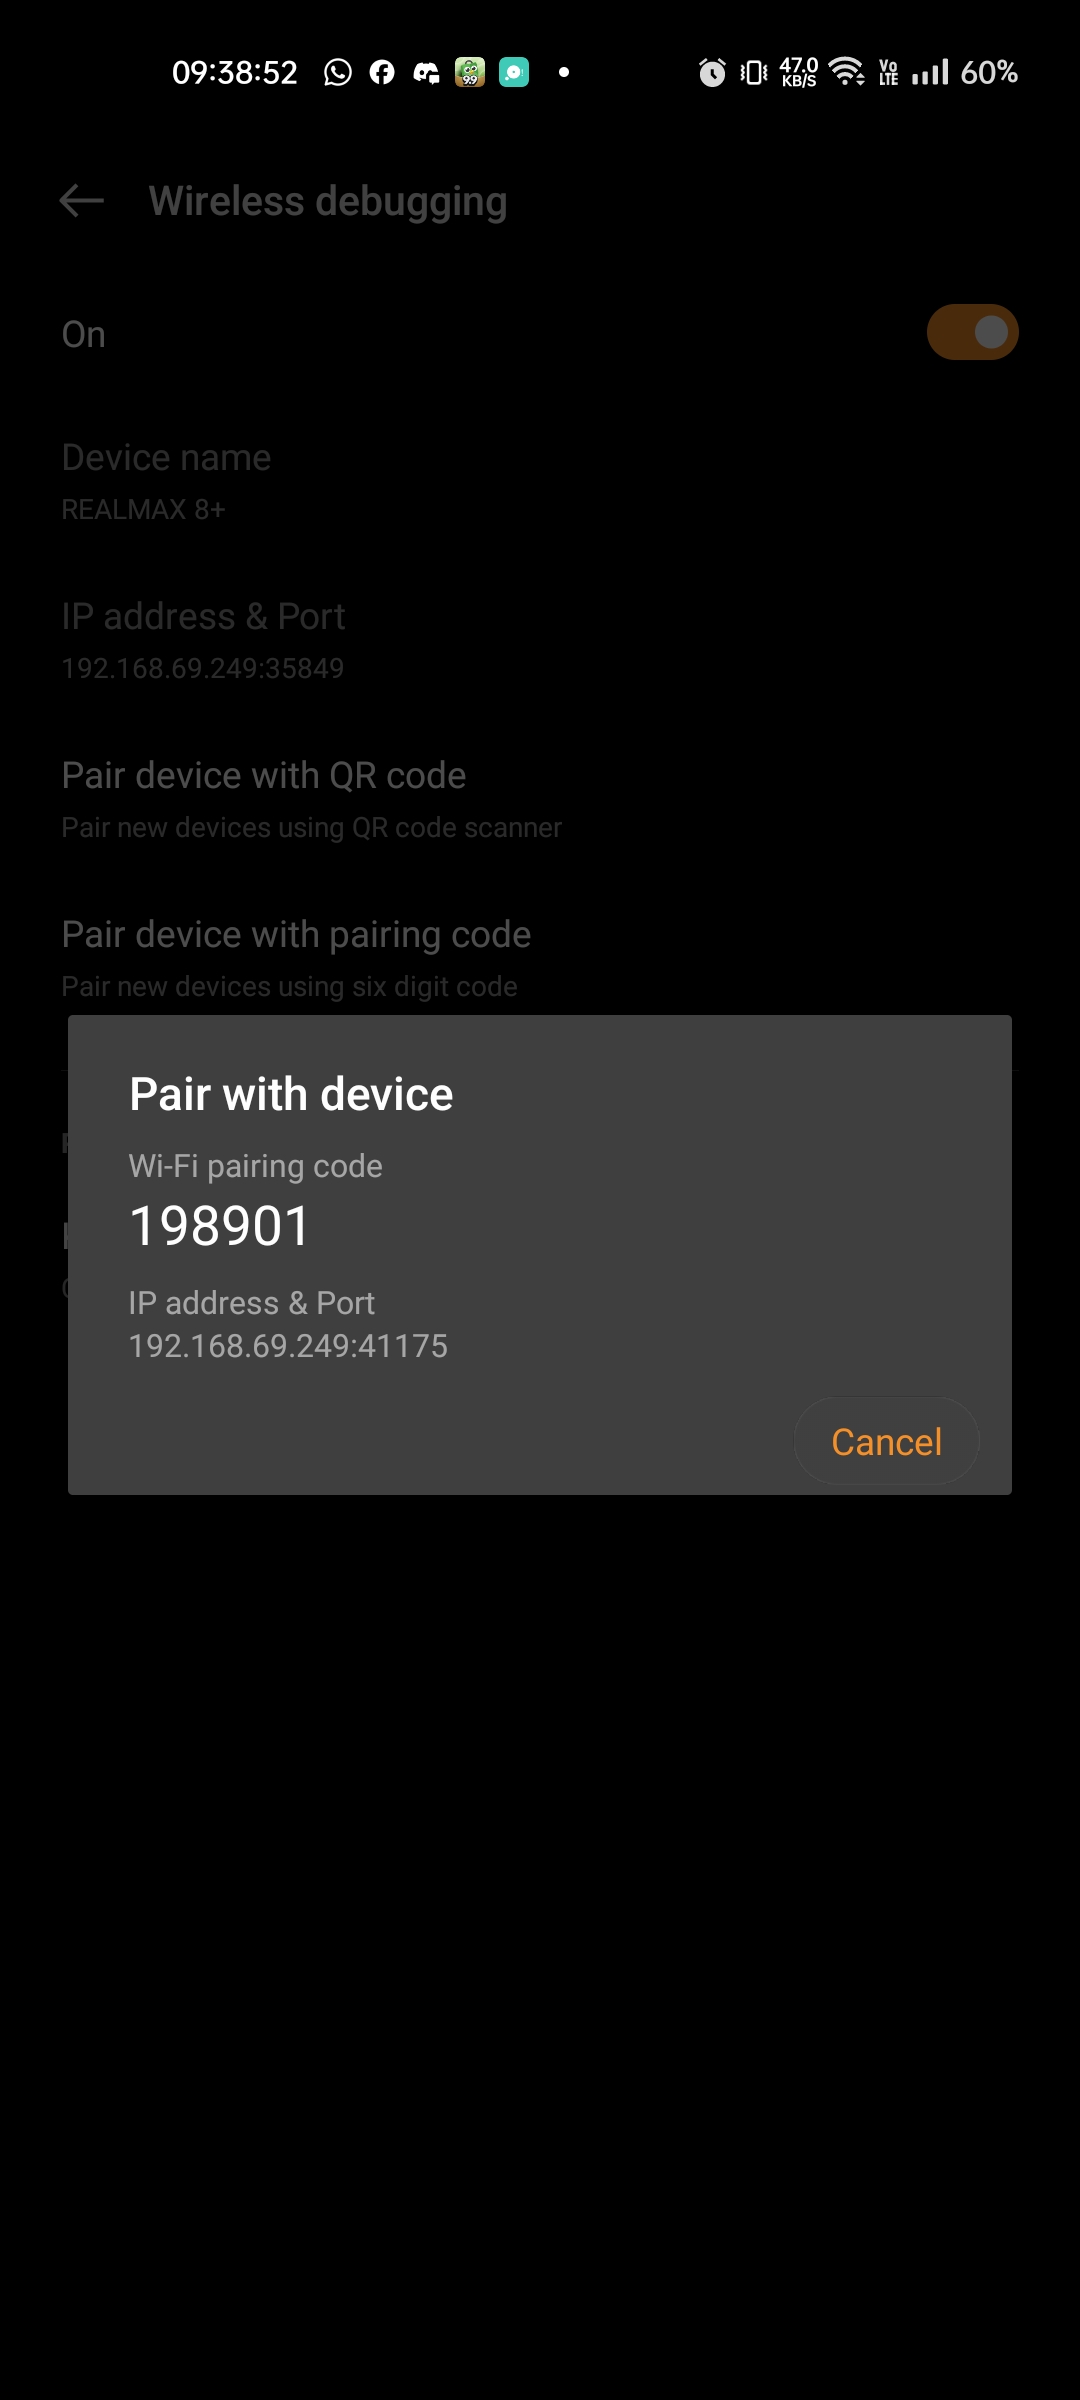 09:38:52 47.0 KB/S Vo LTE 60%
Wireless debugging
On
Device name
REALMAX 8+
IP address & Port
192.168.69.249:35849
Pair device with QR code
Pair new devices using QR code scanner
Pair device with pairing code
Pair new devices using six digit code
Pair with device
Wi-Fi pairing code
198901
IP address & Port
192.168.69.249:41175
Cancel